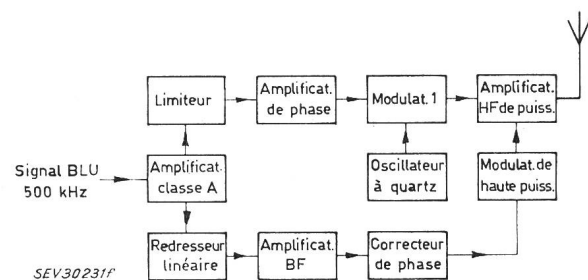 Limiteur
Amplificat.
de phase
Modulat. 1
Amplificat.
HF de puiss.
Signal BLU
500 kHz
Amplificat.
classe A
Oscillateur
à quartz
Modulat. de
haute puiss.
Redresseur
linéaire
Amplificat.
BF
Correcteur
de phase
SEV30231f